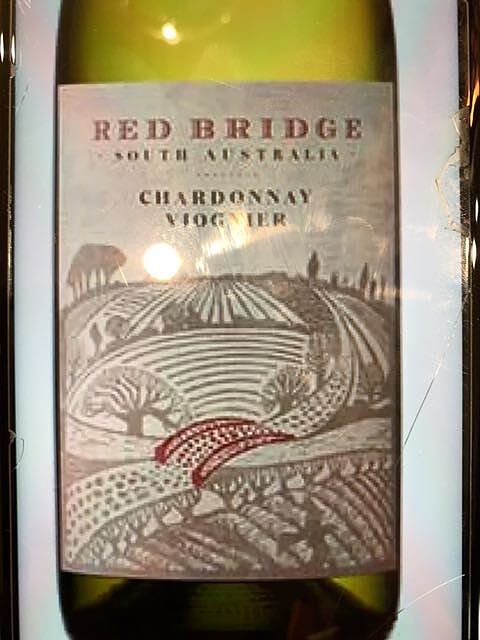 RED BRIDGE
SOUTH AUSTRALIA
CHARDONNAY
VIOGNIER